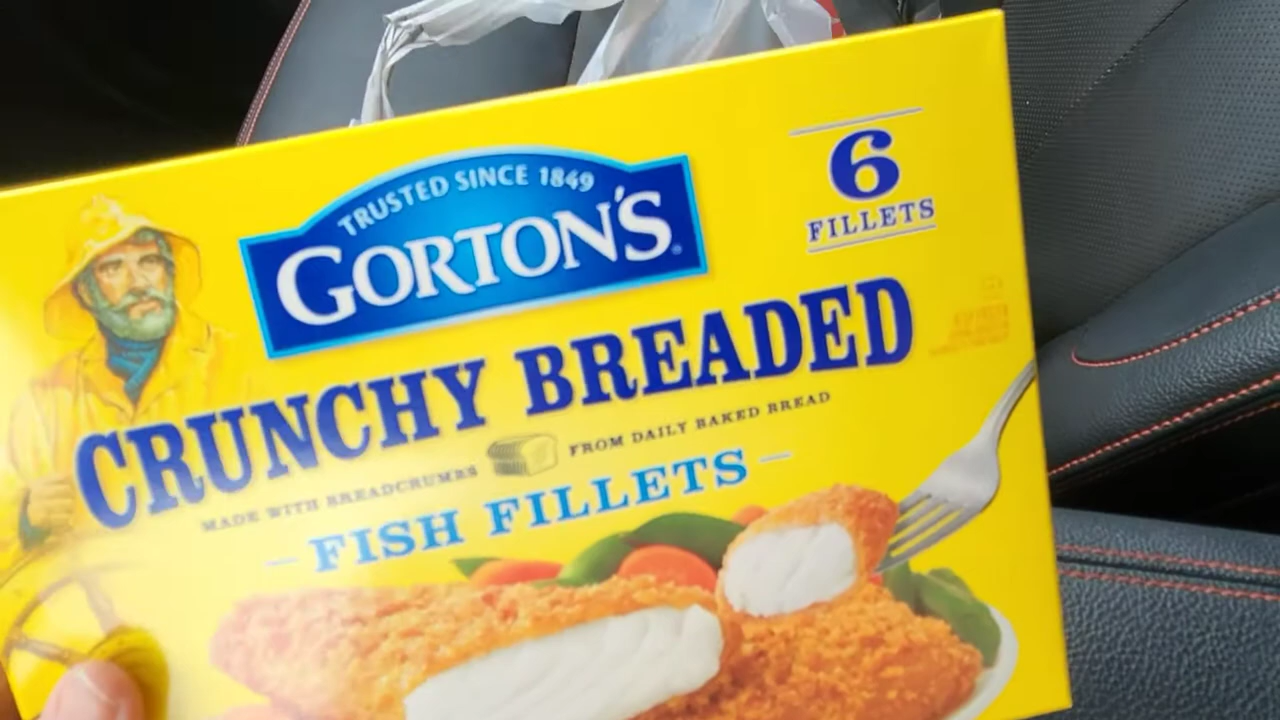 TRUSTED SINCE 1849
GORTON'S®
6
FILLETS
CRUNCHY BREADED
MADE WITH BREADCRUMBS FROM DAILY BAKED BREAD
FISH FILLETS